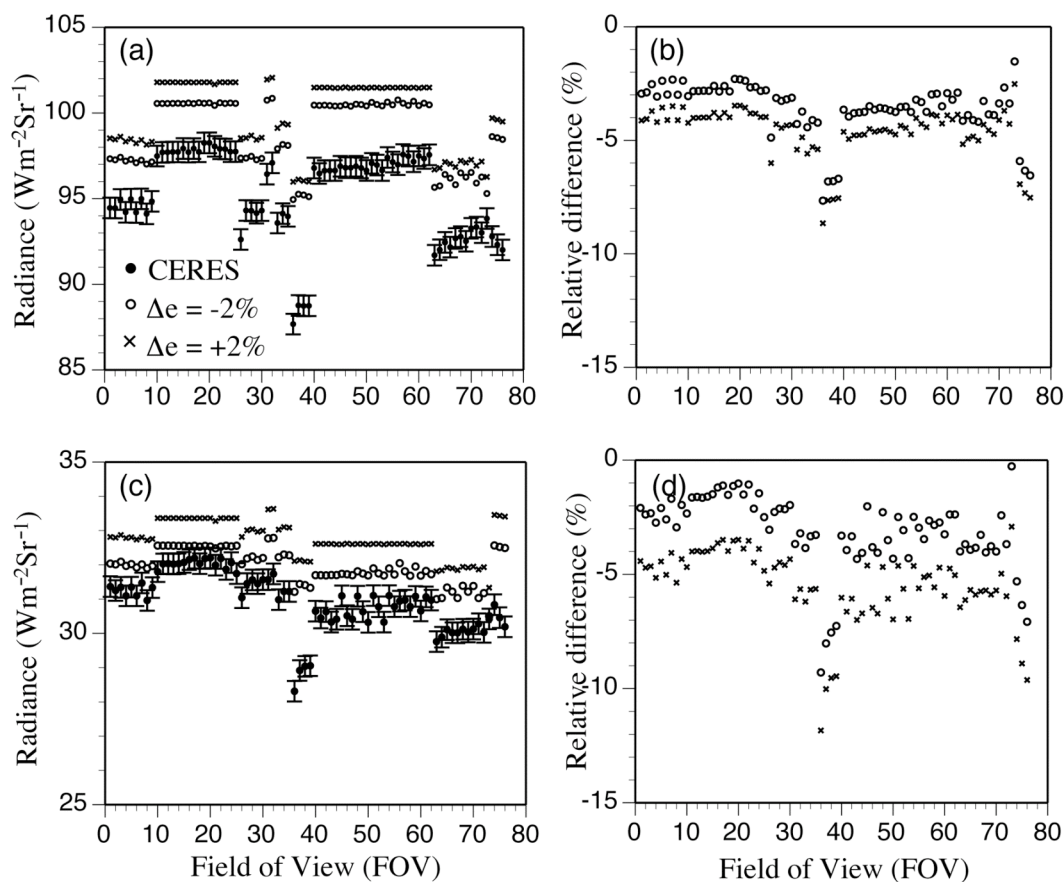 (a)
105
100
95
90
85
Radiance (Wm-2Sr-1)
CERES
Δe = -2%
Δe = +2%
0 10 20 30 40 50 60 70 80
(b)
0
-5
-10
-15
Relative difference (%)
0 10 20 30 40 50 60 70 80
(c)
35
30
25
Radiance (Wm-2Sr-1)
0 10 20 30 40 50 60 70 80
Field of View (FOV)
(d)
0
-5
-10
-15
Relative difference (%)
0 10 20 30 40 50 60 70 80
Field of View (FOV)